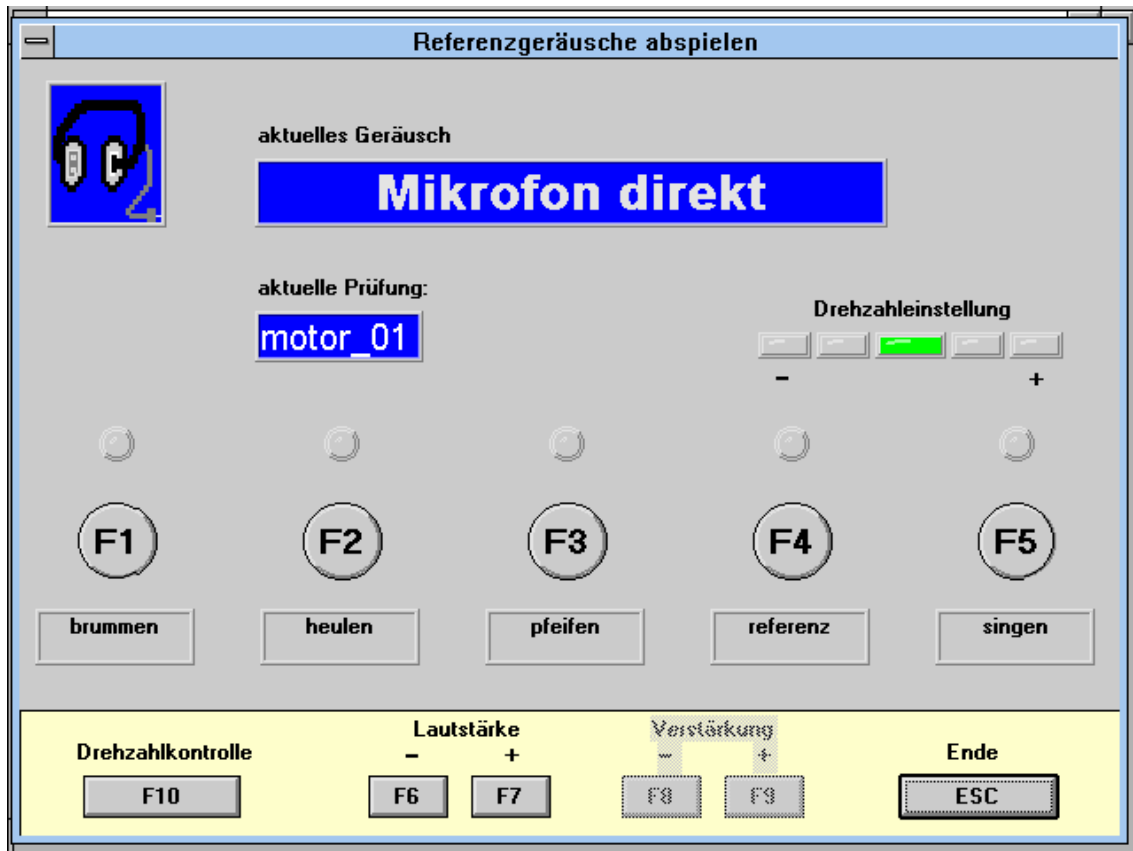 Referenzgeräusche abspielen
aktuelles Geräusch
Mikrofon direkt
aktuelle Prüfung:
motor_01
Drehzahleinstellung
- +
F1 F2 F3 F4 F5
brummen heulen pfeifen referenz singen
Drehzahlkontrolle Lautstärke Verstärkung Ende
- + - +
F10 F6 F7 F8 F9 ESC